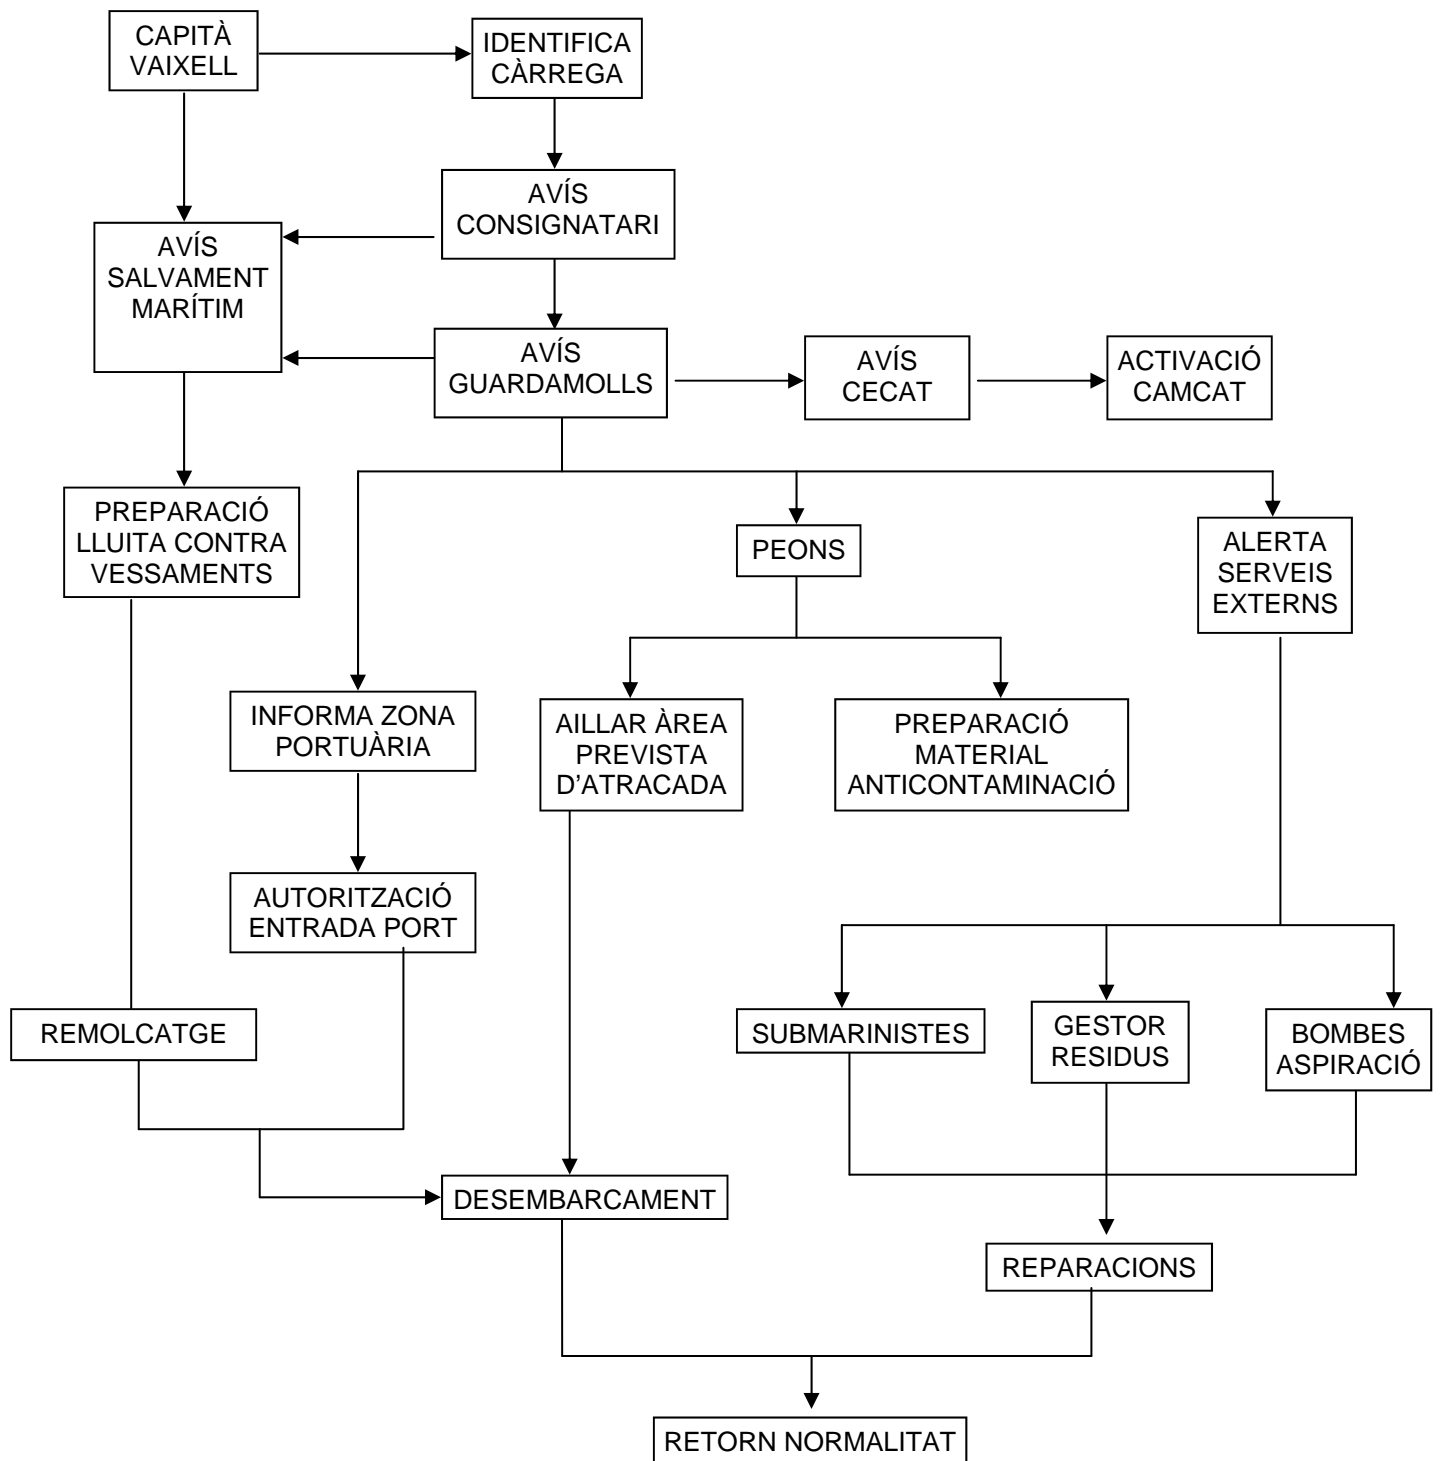 CAPITÀ
VAIXELL
IDENTIFICA
CÀRREGA
AVÍS
CONSIGNATARI
AVÍS
SALVAMENT
MARÍTIM
AVÍS
GUARDAMOLLS
AVÍS
CECAT
ACTIVACIÓ
CAMCAT
PREPARACIÓ
LLUITA CONTRA
VESSAMENTS
PEONS
ALERTA
SERVEIS
EXTERNS
INFORMA ZONA
PORTUÀRIA
AILLAR ÀREA
PREVISTA
D’ATRACADA
PREPARACIÓ
MATERIAL
ANTICONTAMINACIÓ
AUTORITZACIÓ
ENTRADA PORT
REMOLCATGE
SUBMARINISTES
GESTOR
RESIDUS
BOMBES
ASPIRACIÓ
DESEMBARCAMENT
REPARACIONS
RETORN NORMALITAT